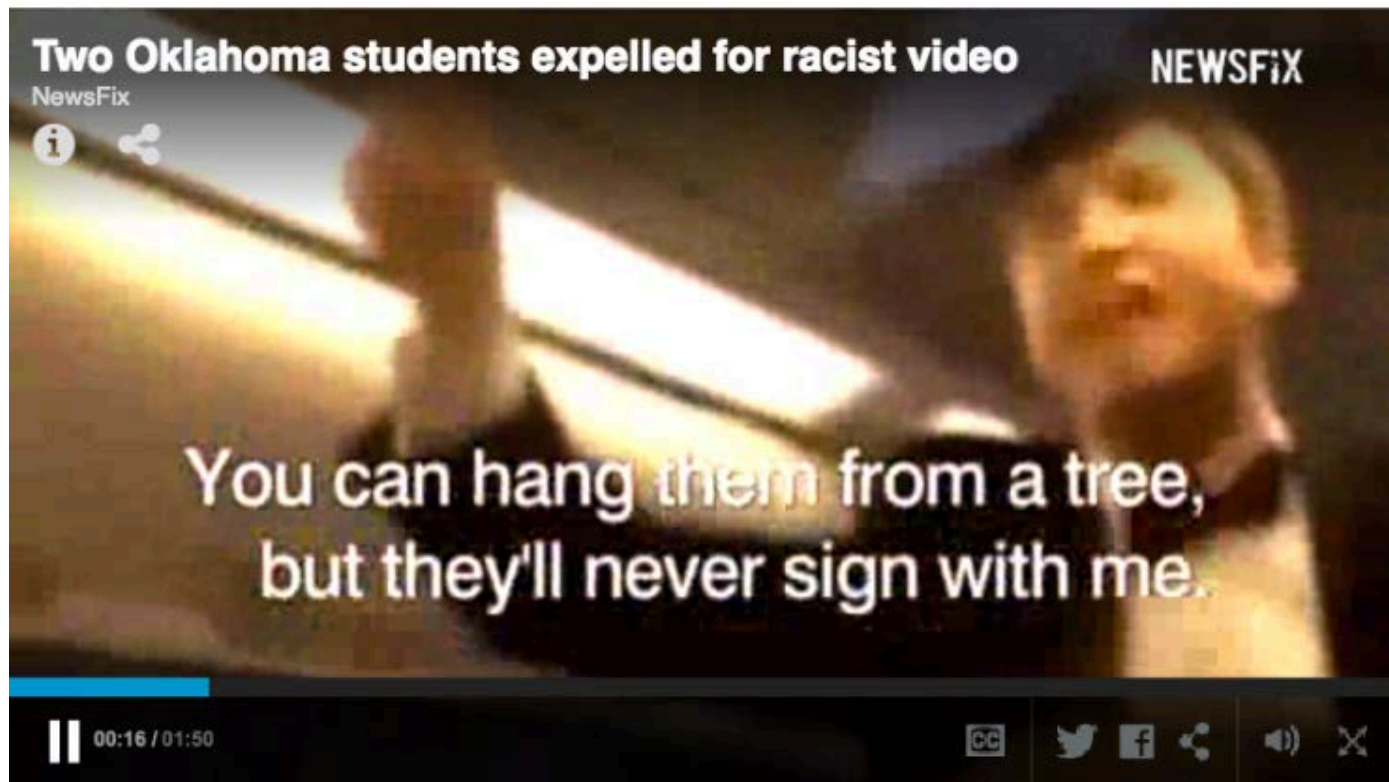 Two Oklahoma students expelled for racist video
NEWSFiX
NewsFix
You can hang them from a tree,
but they'll never sign with me.
00:16 / 01:50
CC